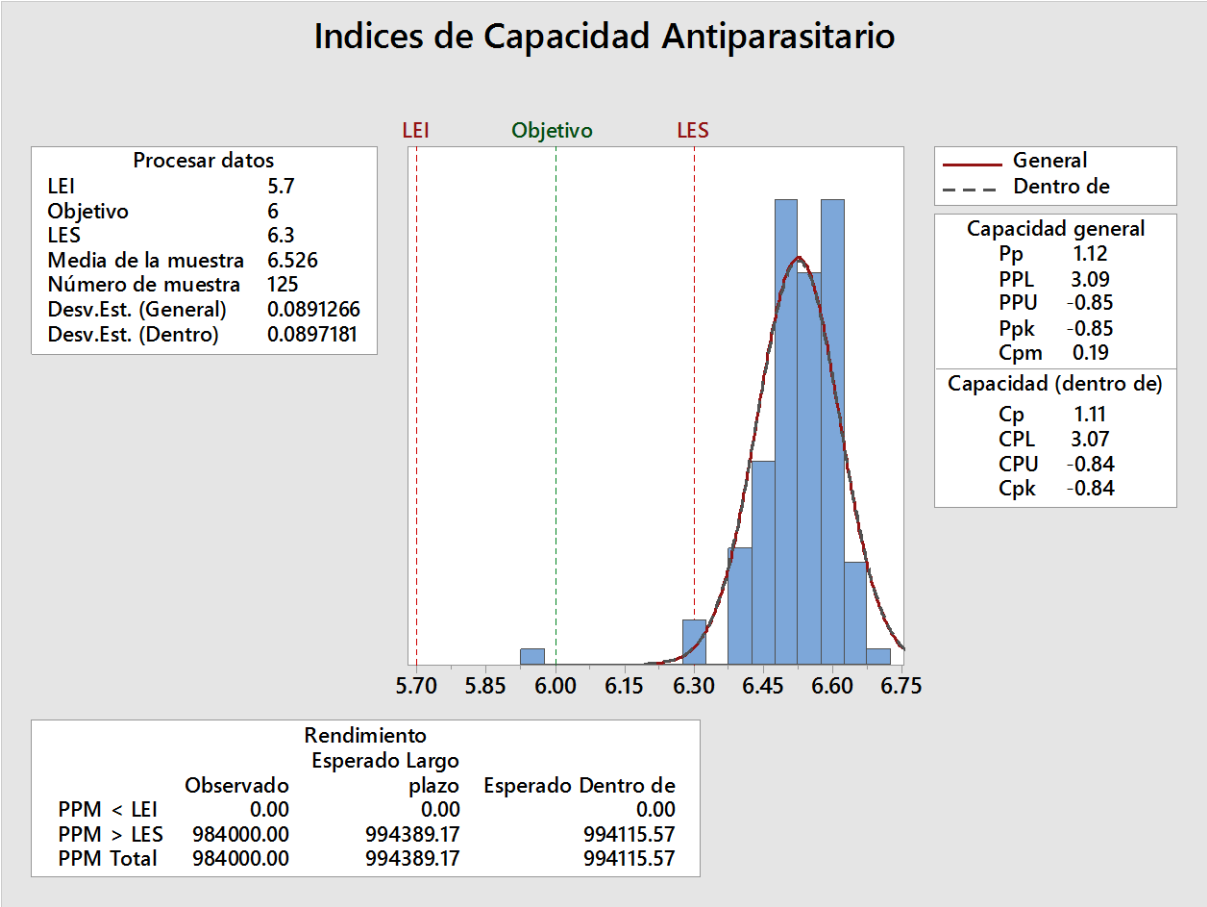 Indices de Capacidad Antiparasitario
LEI Objetivo LES
Procesar datos
LEI 5.7
Objetivo 6
LES 6.3
Media de la muestra 6.526
Número de muestra 125
Desv.Est. (General) 0.0891266
Desv.Est. (Dentro) 0.0897181
General
Dentro de
Capacidad general
Pp 1.12
PPL 3.09
PPU -0.85
Ppk -0.85
Cpm 0.19
Capacidad (dentro de)
Cp 1.11
CPL 3.07
CPU -0.84
Cpk -0.84
5.70 5.85 6.00 6.15 6.30 6.45 6.60 6.75
Rendimiento
Esperado Largo
Observado plazo Esperado Dentro de
PPM < LEI 0.00 0.00 0.00
PPM > LES 984000.00 994389.17 994115.57
PPM Total 984000.00 994389.17 994115.57